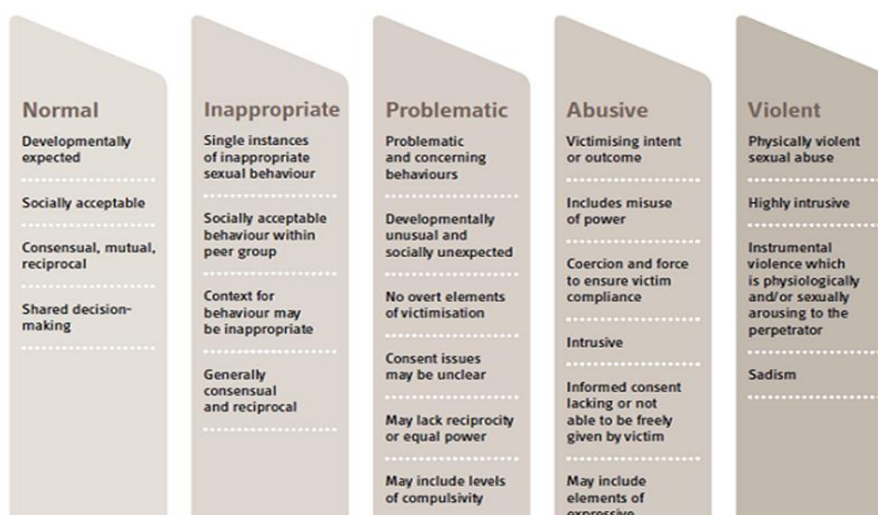 Normal
Developmentally
expected
Socially acceptable
Consensual, mutual,
reciprocal
Shared decision-
making
Inappropriate
Single instances
of inappropriate
sexual behaviour
Socially acceptable
behaviour within
peer group
Context for
behaviour may
be inappropriate
Generally
consensual
and reciprocal
Problematic
Problematic
and concerning
behaviours
Developmentally
unusual and
socially unexpected
No overt elements
of victimisation
Consent issues
may be unclear
May lack reciprocity
or equal power
May include levels
of compulsivity
Abusive
Victimising intent
or outcome
Includes misuse
of power
Coercion and force
to ensure victim
compliance
Intrusive
Informed consent
lacking or not
able to be freely
given by victim
May include
elements of
expressive
Violent
Physically violent
sexual abuse
Highly intrusive
Instrumental
violence which
is physiologically
and/or sexually
arousing to the
perpetrator
Sadism